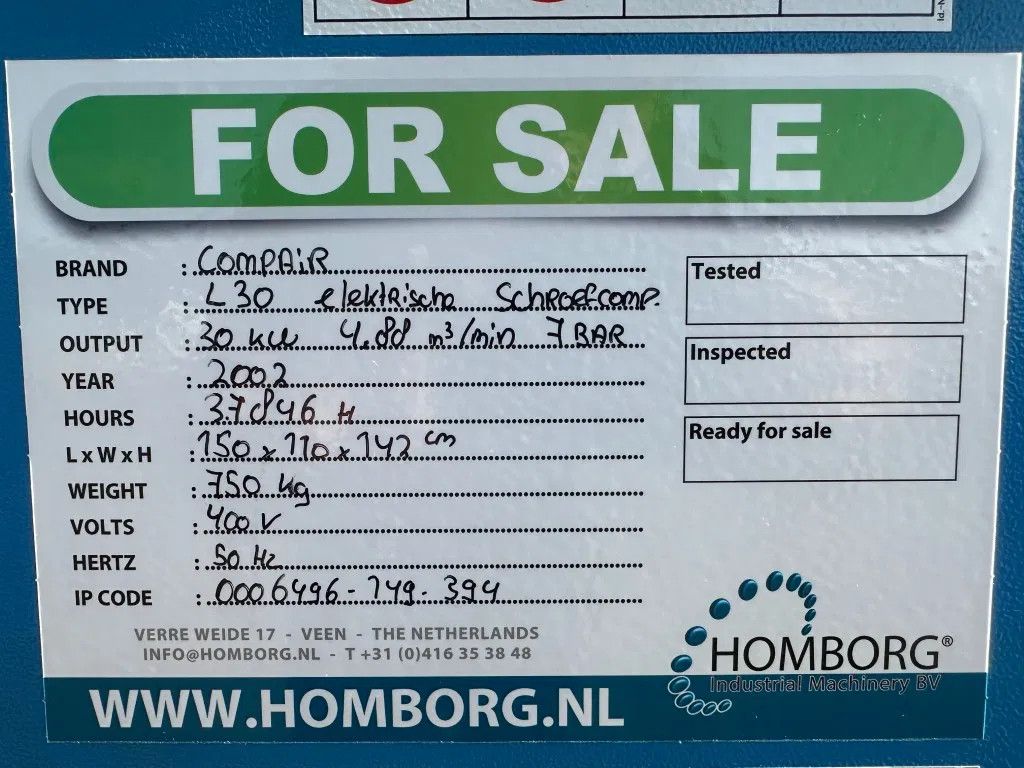 Id.-N
FOR SALE
BRAND : COMPAIR
TYPE : L30 elektrische Schroefcomp.
OUTPUT : 30 kW 4.88 m³/min 7 BAR
YEAR : 2002
HOURS : 37846 H
L x W x H : 150 x 110 x 142 cm
WEIGHT : 750 kg
VOLTS : 400 V
HERTZ : 50 Hz
IP CODE : 0006496-749-394
Tested
Inspected
Ready for sale
VERRE WEIDE 17 - VEEN - THE NETHERLANDS
INFO@HOMBORG.NL - T +31 (0)416 35 38 48
HOMBORG®
Industrial Machinery BV
WWW.HOMBORG.NL